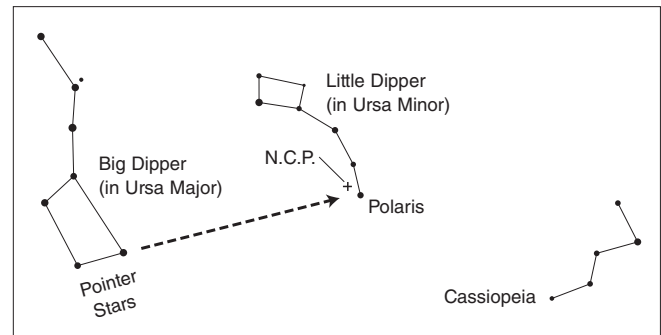 Little Dipper
(in Ursa Minor)
N.C.P.
Big Dipper
(in Ursa Major)
Polaris
Pointer
Stars
Cassiopeia